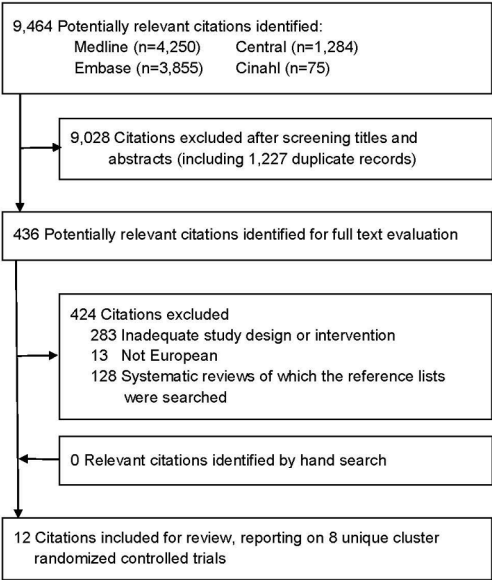 9,464 Potentially relevant citations identified:
Medline (n=4,250) Central (n=1,284)
Embase (n=3,855) Cinahl (n=75)
9,028 Citations excluded after screening titles and
abstracts (including 1,227 duplicate records)
436 Potentially relevant citations identified for full text evaluation
424 Citations excluded
283 Inadequate study design or intervention
13 Not European
128 Systematic reviews of which the reference lists
were searched
0 Relevant citations identified by hand search
12 Citations included for review, reporting on 8 unique cluster
randomized controlled trials